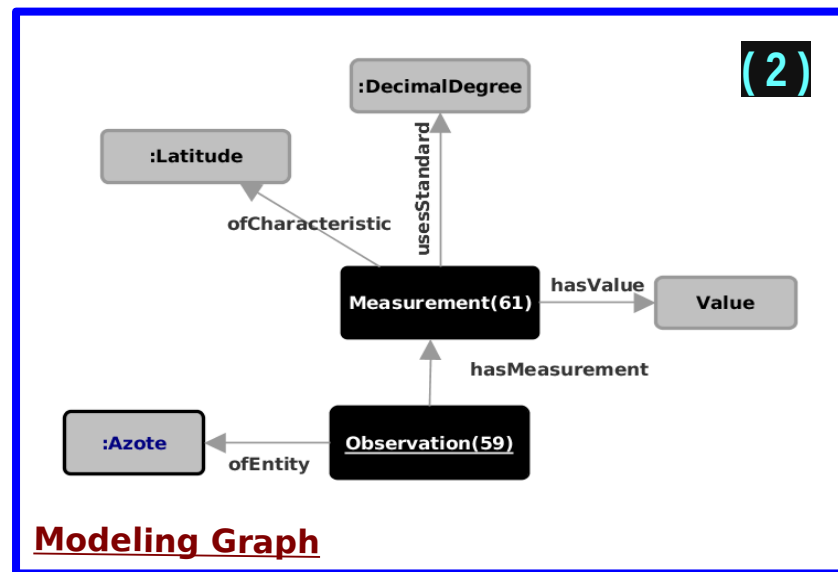 ( 2 )
:DecimalDegree
:Latitude
usesStandard
ofCharacteristic
Measurement(61)
hasValue
Value
hasMeasurement
:Azote
Observation(59)
ofEntity
Modeling Graph